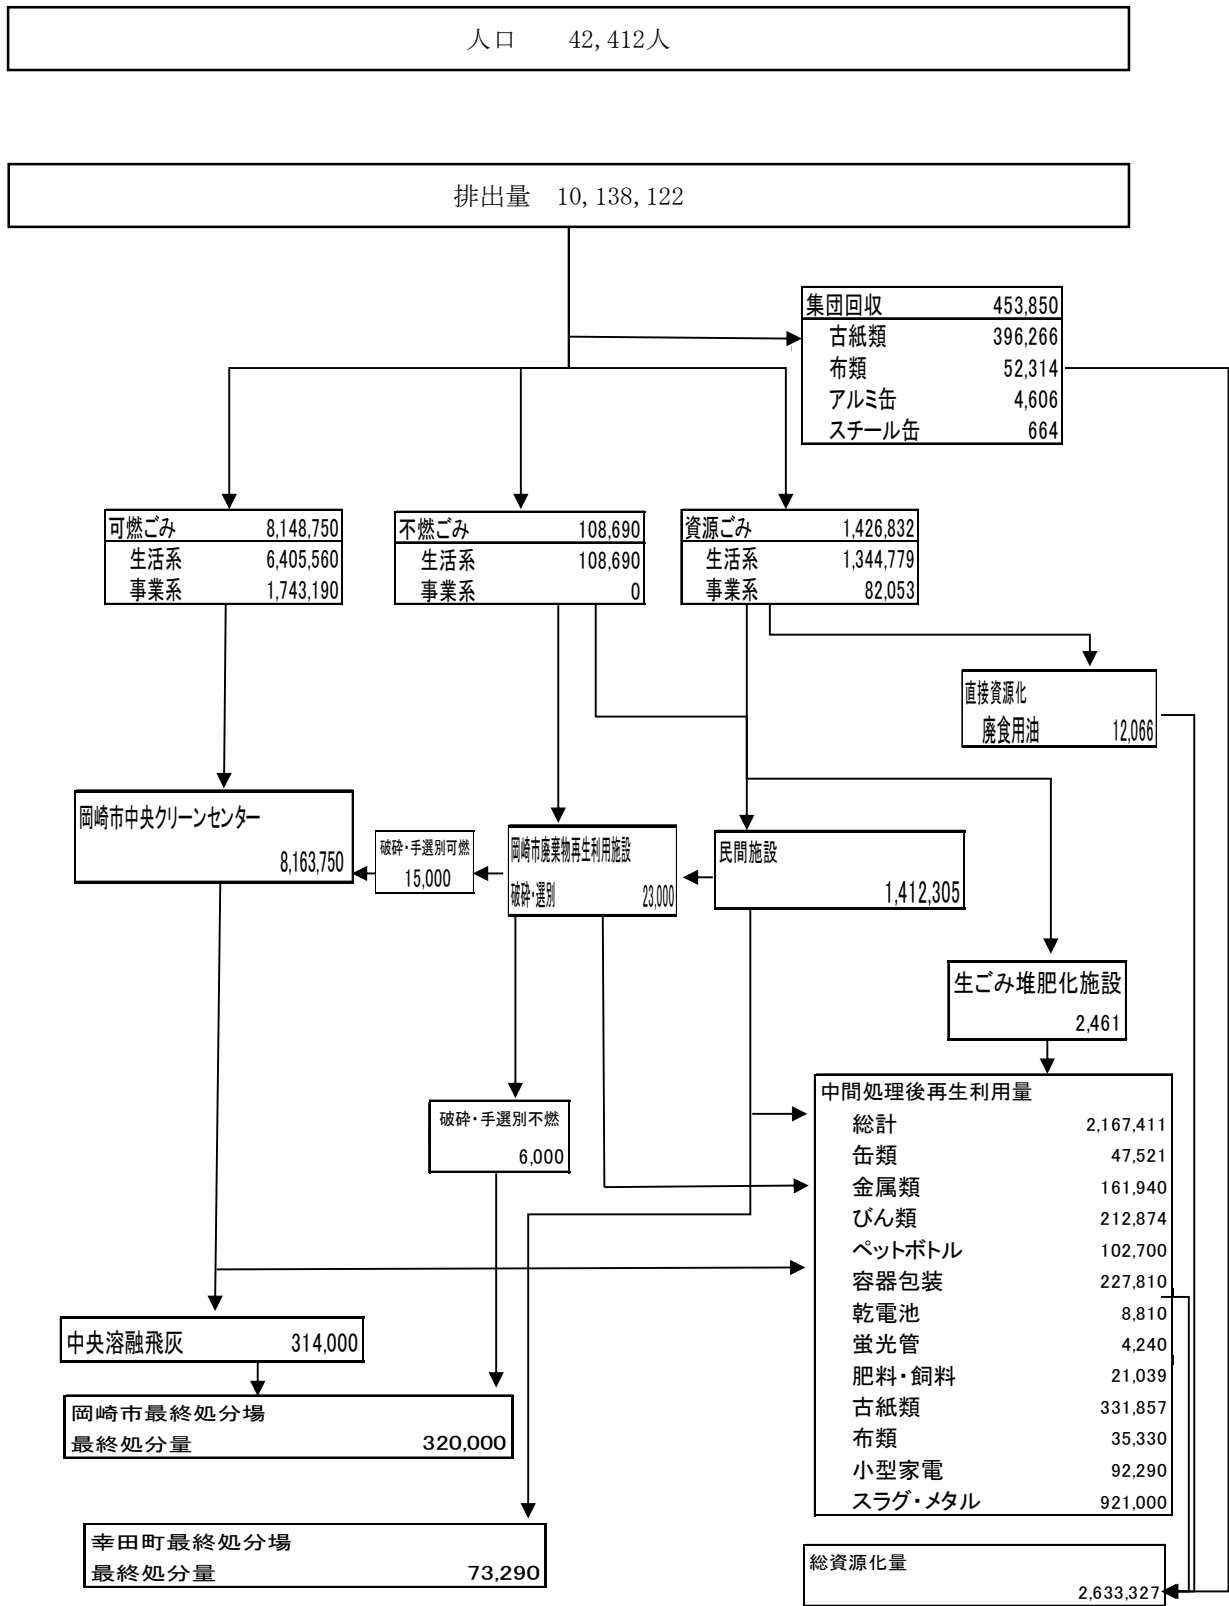 人口 42,412人
排出量 10,138,122
集団回収 453,850
古紙類 396,266
布類 52,314
アルミ缶 4,606
スチール缶 664
可燃ごみ 8,148,750
生活系 6,405,560
事業系 1,743,190
不燃ごみ 108,690
生活系 108,690
事業系 0
資源ごみ 1,426,832
生活系 1,344,779
事業系 82,053
直接資源化
廃食用油 12,066
岡崎市中央クリーンセンター
8,163,750
破砕・手選別可燃
15,000
岡崎市廃棄物再生利用施設
破砕・選別 23,000
民間施設
1,412,305
生ごみ堆肥化施設
2,461
破砕・手選別不燃
6,000
中間処理後再生利用量
総計 2,167,411
缶類 47,521
金属類 161,940
びん類 212,874
ペットボトル 102,700
容器包装 227,810
乾電池 8,810
蛍光管 4,240
肥料・飼料 21,039
古紙類 331,857
布類 35,330
小型家電 92,290
スラグ・メタル 921,000
中央溶融飛灰 314,000
岡崎市最終処分場
最終処分量 320,000
幸田町最終処分場
最終処分量 73,290
総資源化量
2,633,327